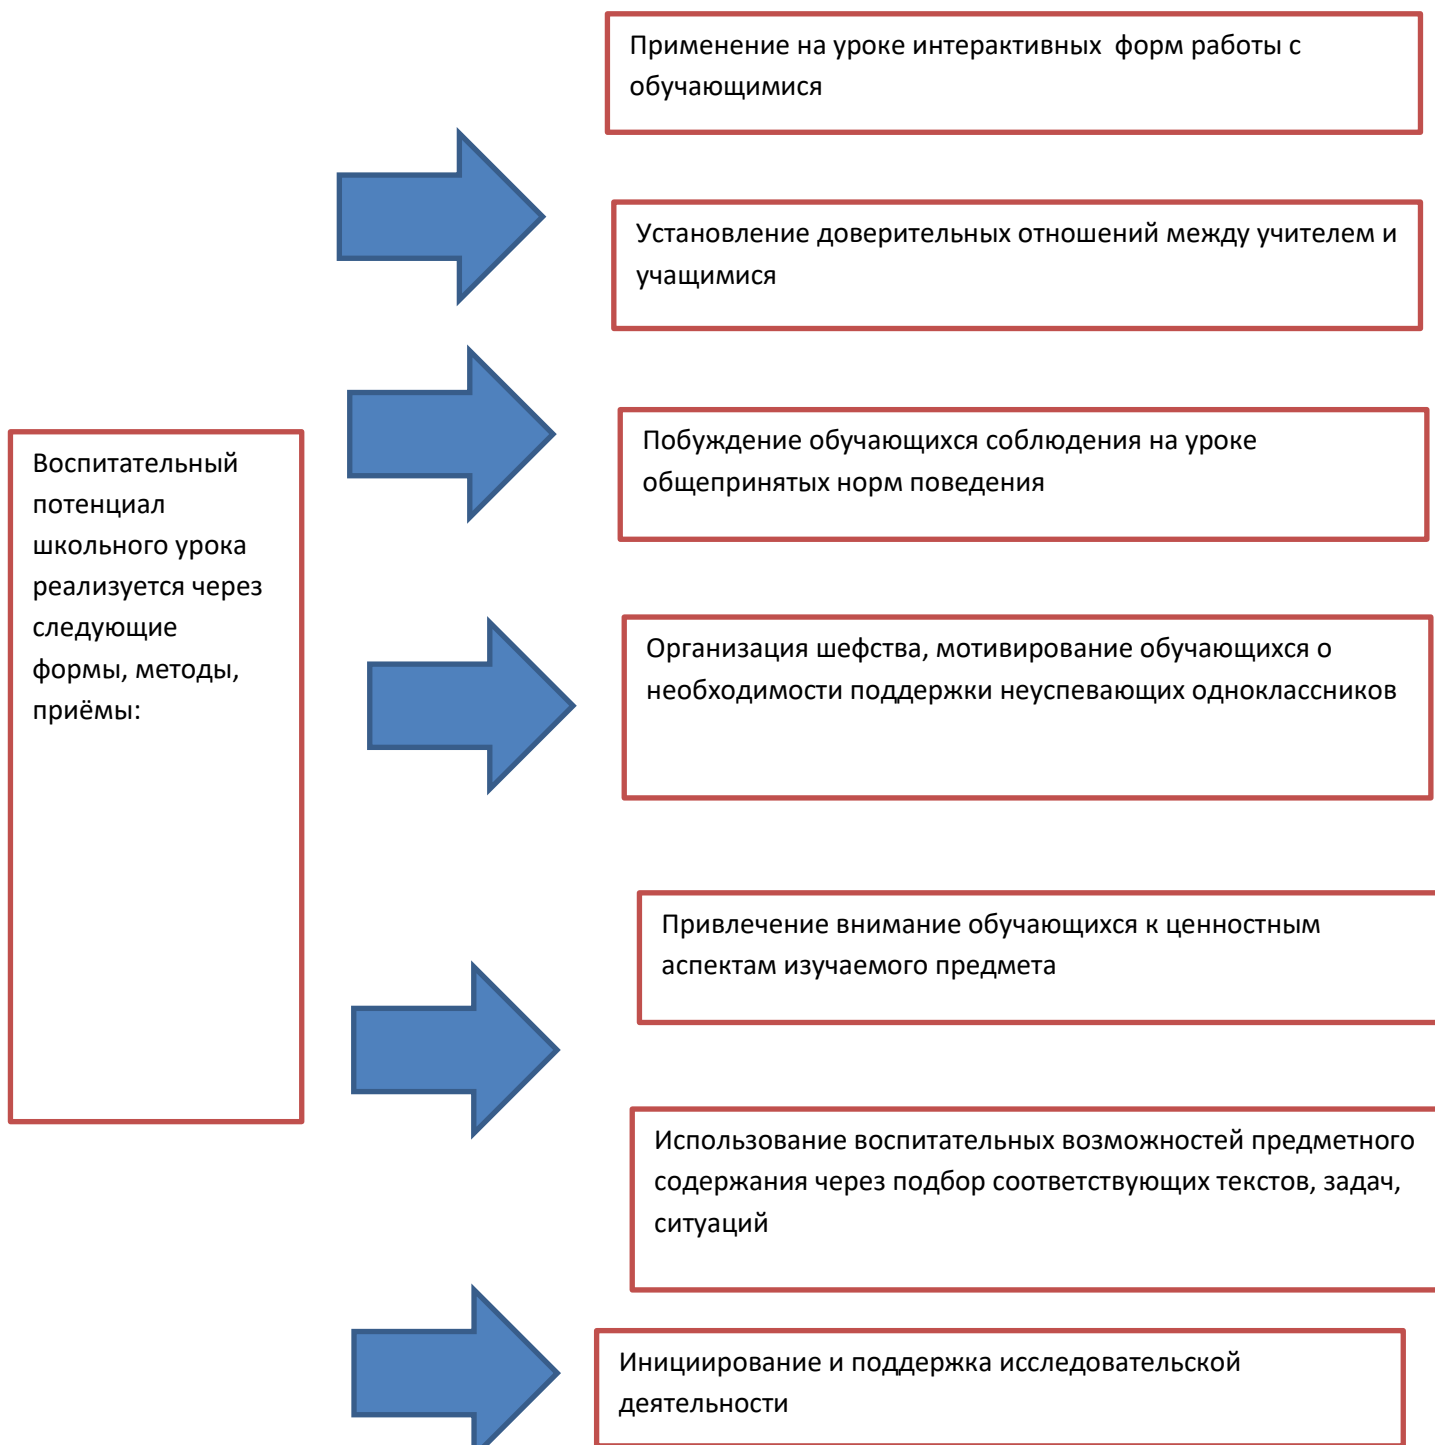 Воспитательный
потенциал
школьного урока
реализуется через
следующие
формы, методы,
приёмы:
Применение на уроке интерактивных форм работы с
обучающимися
Установление доверительных отношений между учителем и
учащимися
Побуждение обучающихся соблюдения на уроке
общепринятых норм поведения
Организация шефства, мотивирование обучающихся о
необходимости поддержки неуспевающих одноклассников
Привлечение внимание обучающихся к ценностным
аспектам изучаемого предмета
Использование воспитательных возможностей предметного
содержания через подбор соответствующих текстов, задач,
ситуаций
Инициирование и поддержка исследовательской
деятельности